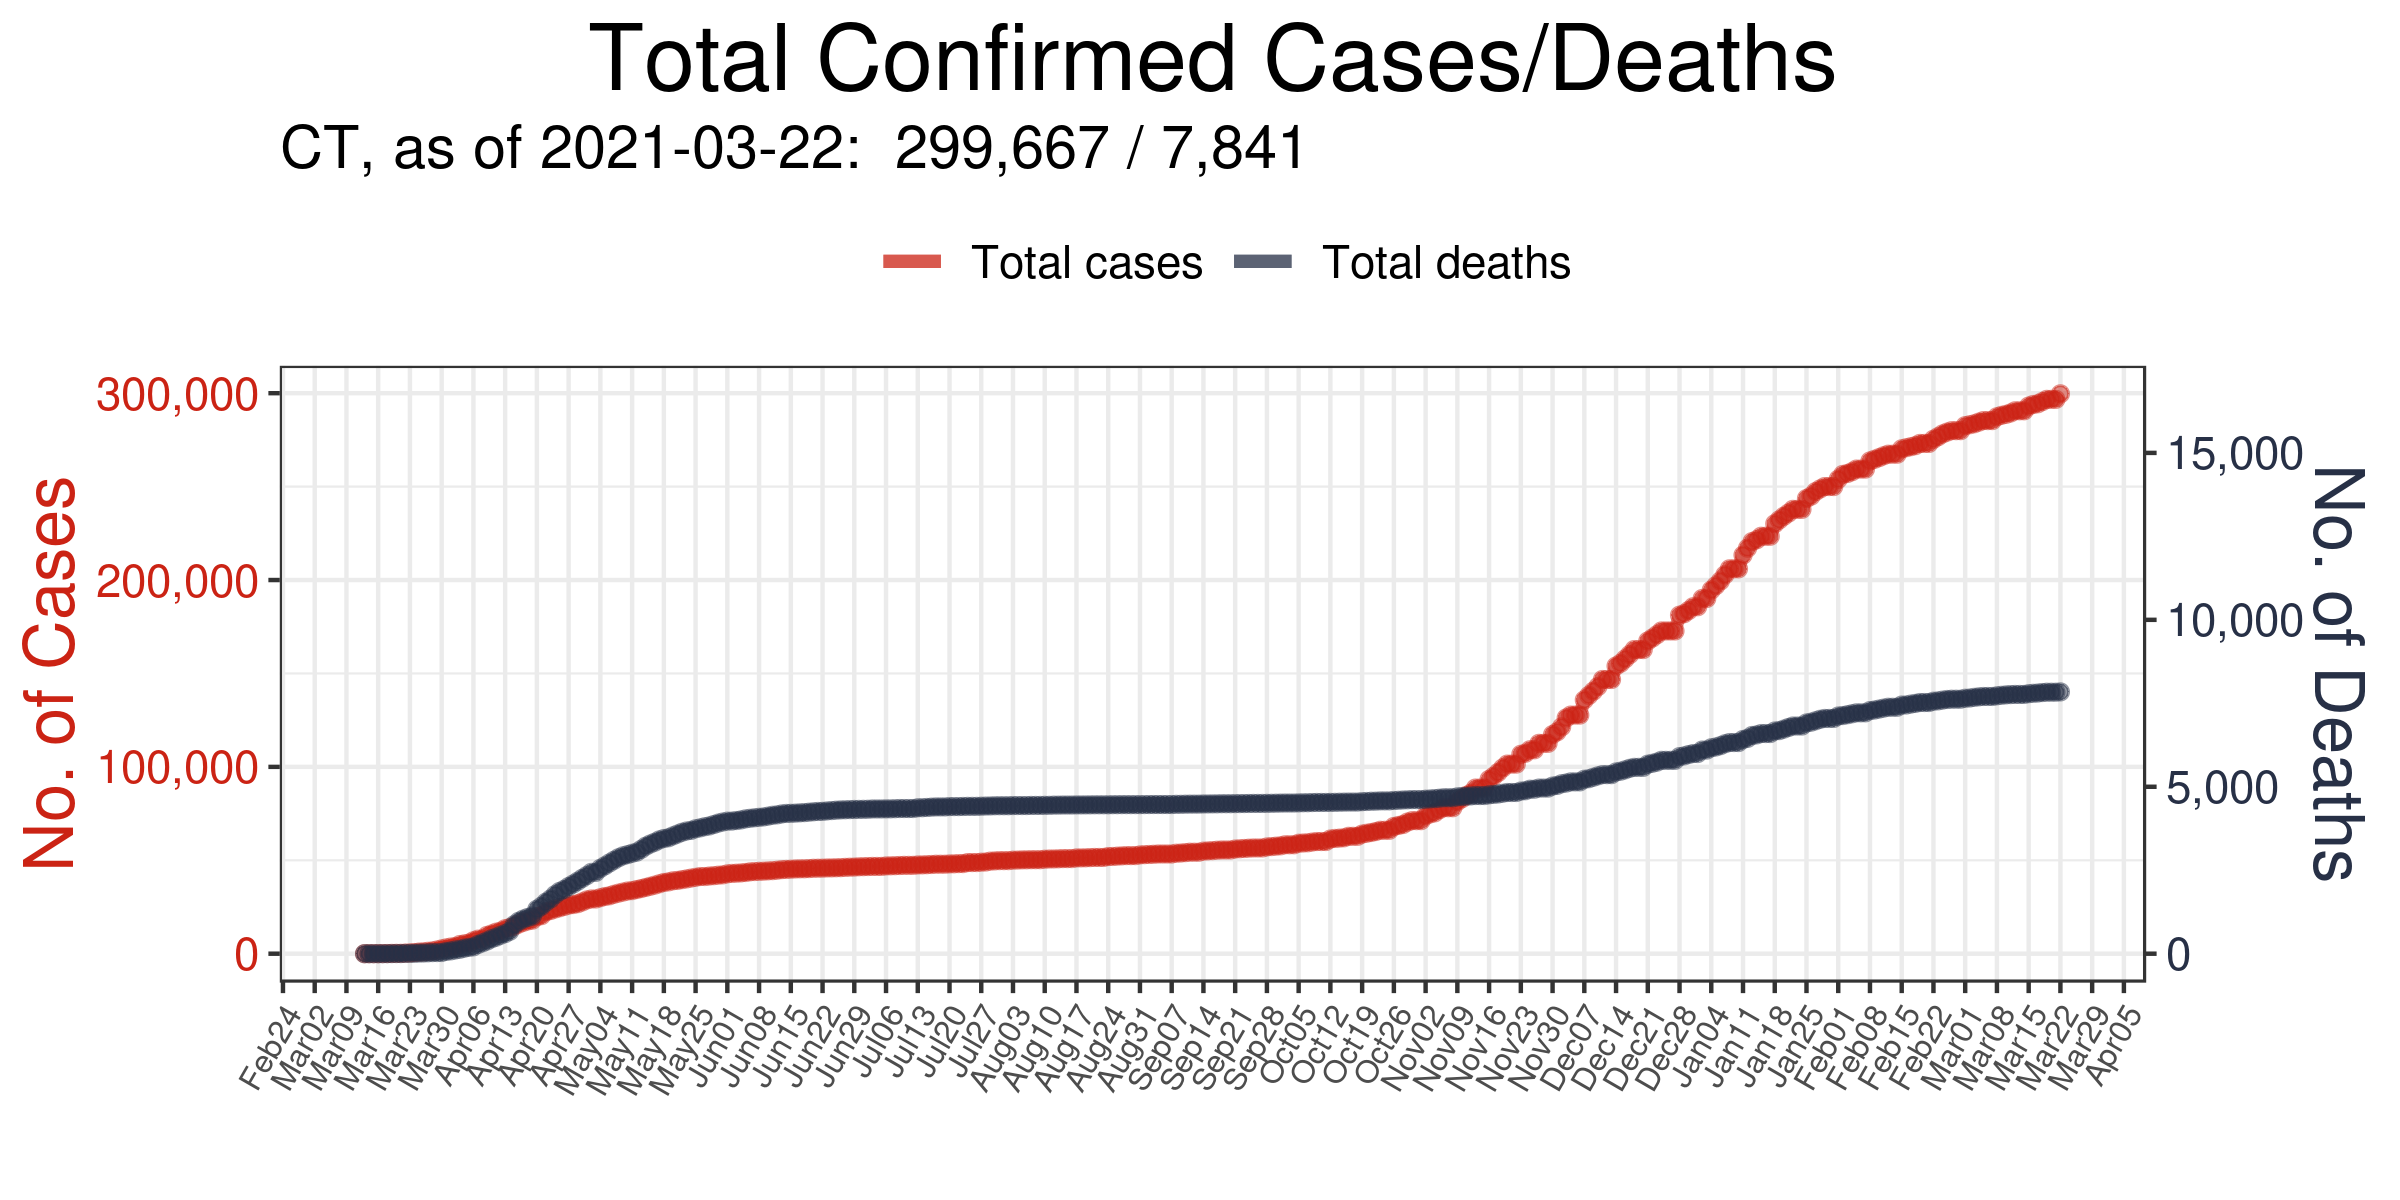 Total Confirmed Cases/Deaths
CT, as of 2021-03-22:  299,667 / 7,841
Total cases
Total deaths
No. of Cases
300,000
200,000
100,000
0
15,000
10,000
5,000
0
No. of Deaths
Feb24
Mar02
Mar09
Mar16
Mar23
Mar30
Apr06
Apr13
Apr20
Apr27
May04
May11
May18
May25
Jun01
Jun08
Jun15
Jun22
Jun29
Jul06
Jul13
Jul20
Jul27
Aug03
Aug10
Aug17
Aug24
Aug31
Sep07
Sep14
Sep21
Sep28
Oct05
Oct12
Oct19
Oct26
Nov02
Nov09
Nov16
Nov23
Nov30
Dec07
Dec14
Dec21
Dec28
Jan04
Jan11
Jan18
Jan25
Feb01
Feb08
Feb15
Feb22
Mar01
Mar08
Mar15
Mar22
Mar29
Apr05